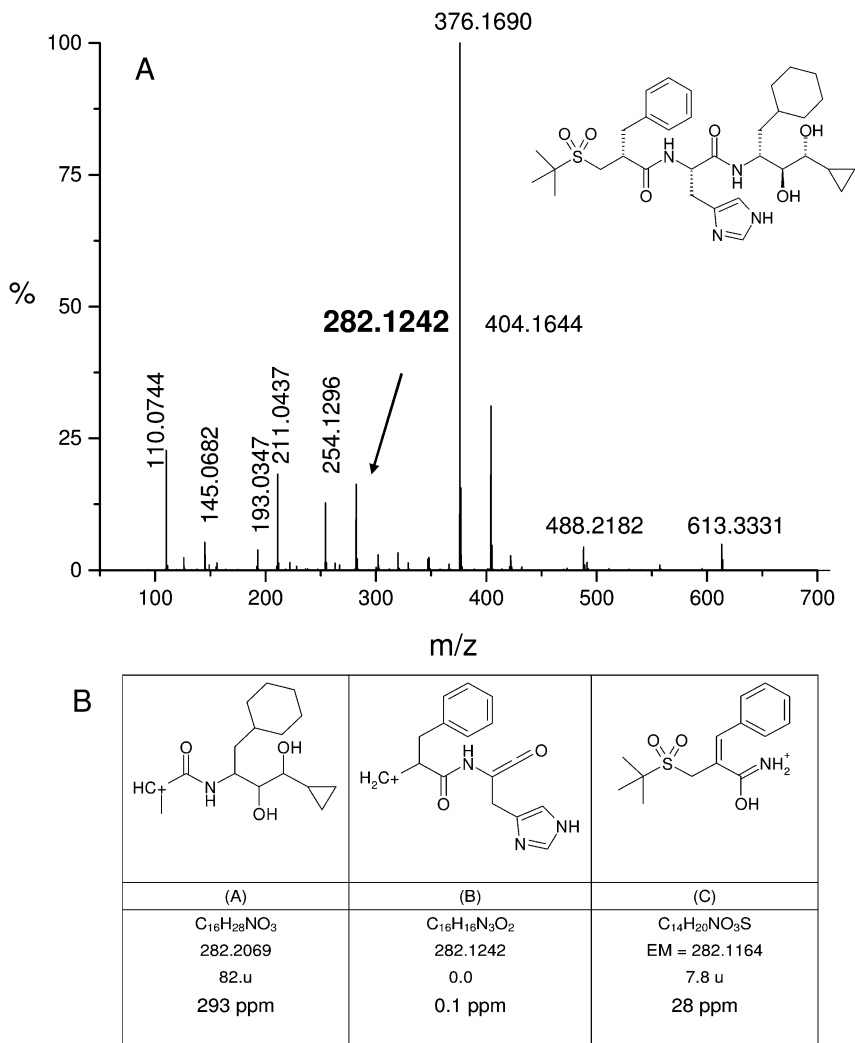 A
376.1690
100
75
50
25
0
%
282.1242
404.1644
110.0744
145.0682
193.0347
211.0437
254.1296
488.2182
613.3331
O O
S
O
H
N
O
N
H
OH
OH
N
NH
100 200 300 400 500 600 700
m/z
B
O
HC+
N
H
OH
OH
H₂C+
O
H
N
O
N
NH
O O
S
NH₂⁺
OH
(A) (B) (C)
C₁₆H₂₈NO₃ C₁₆H₁₆N₃O₂ C₁₄H₂₀NO₃S
282.2069 282.1242 EM = 282.1164
82.u 0.0 7.8 u
293 ppm 0.1 ppm 28 ppm